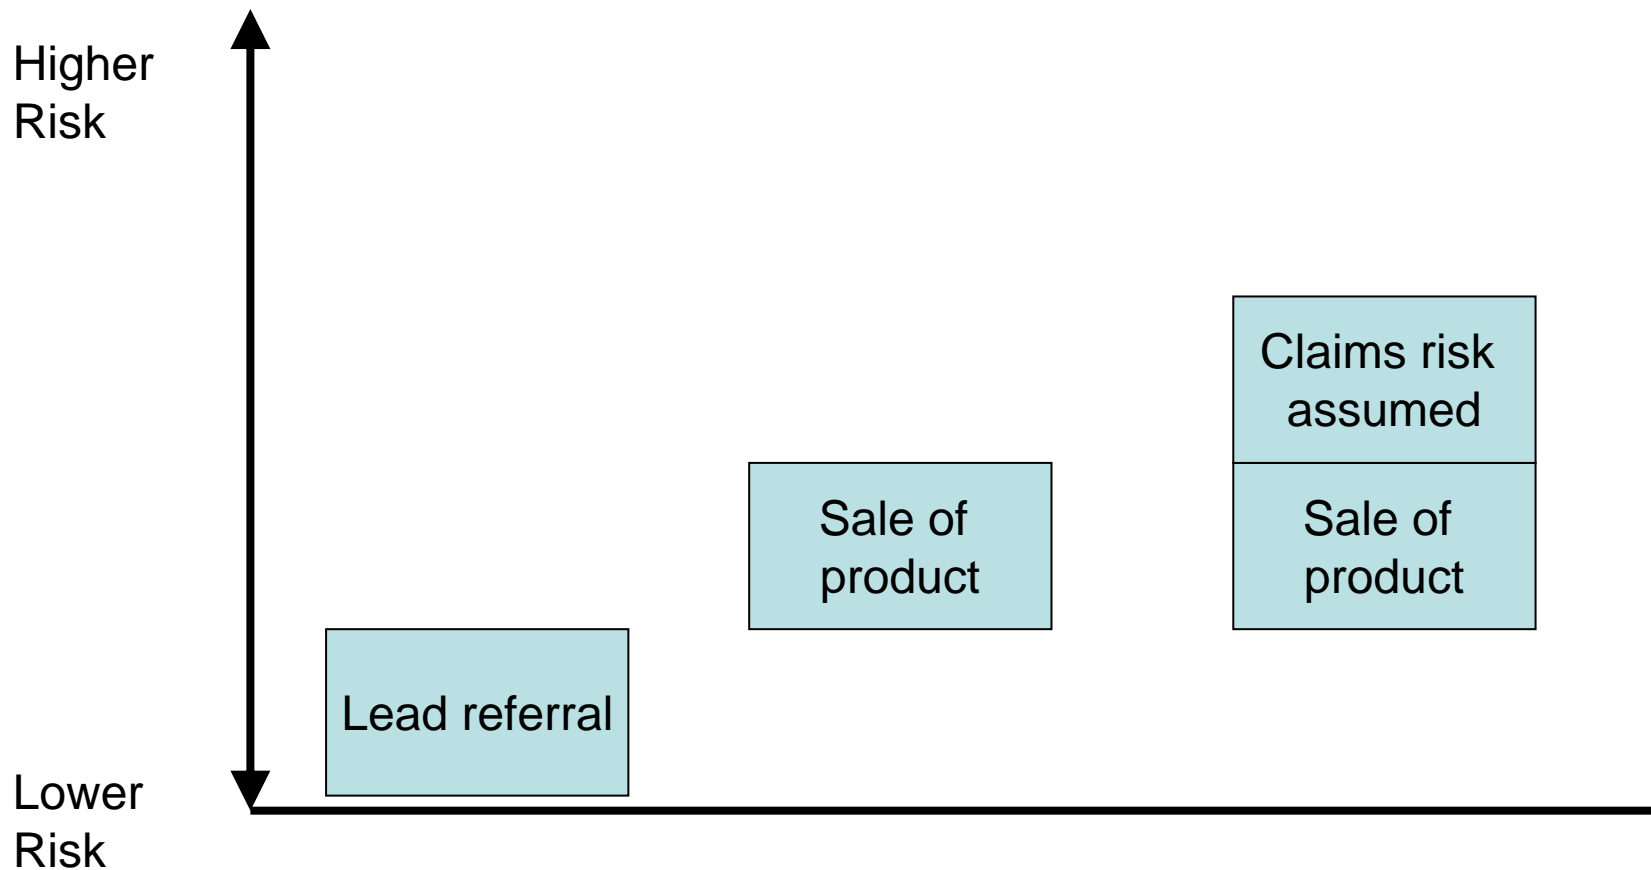 Higher
Risk
Claims risk
assumed
Sale of
product
Sale of
product
Lead referral
Lower
Risk